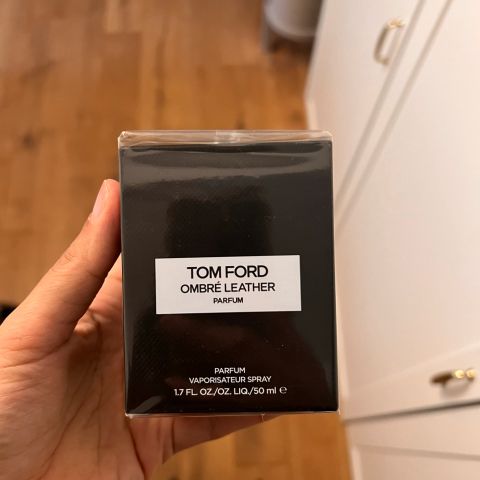 TOM FORD
OMBRÉ LEATHER
PARFUM
PARFUM
VAPORISATEUR SPRAY
1.7 FL. OZ./OZ. LIQ./50 ml ℮